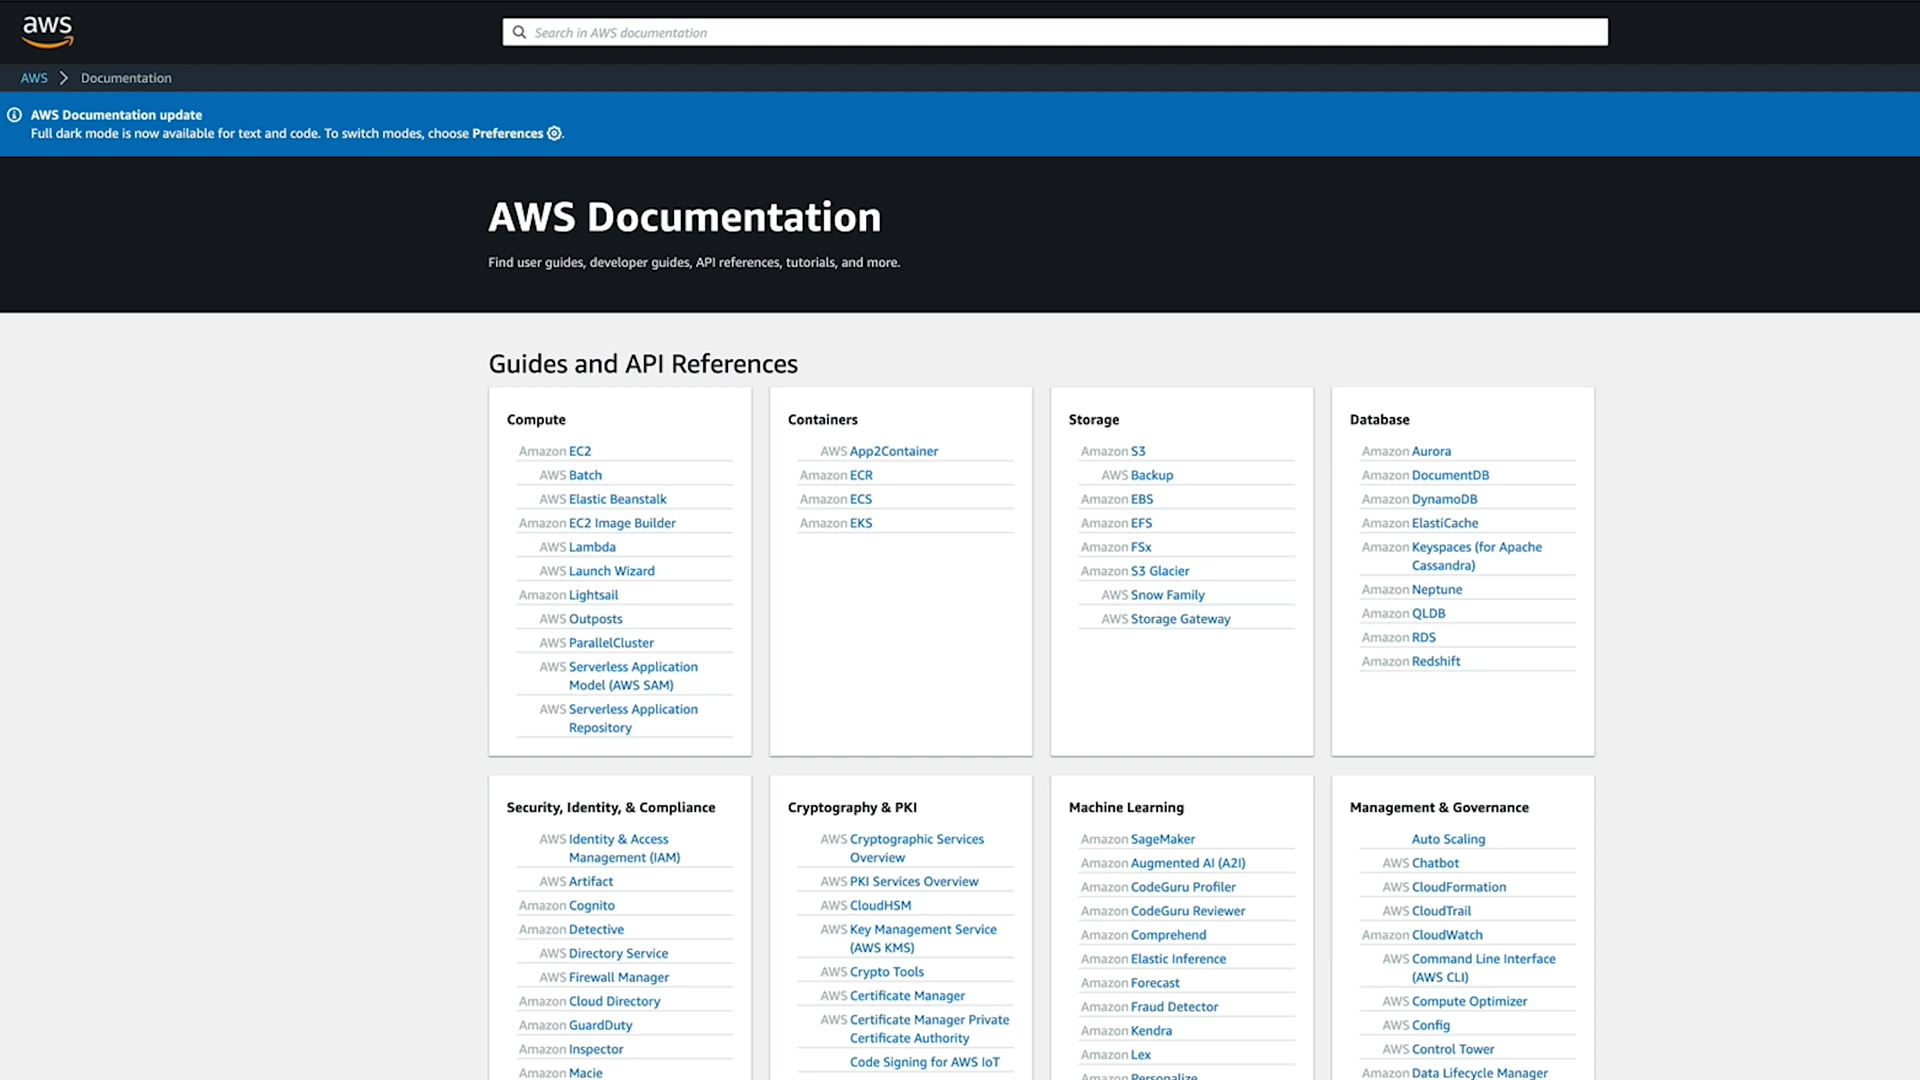 aws
Search in AWS documentation
AWS
Documentation
AWS Documentation update
Full dark mode is now available for text and code. To switch modes, choose Preferences.
AWS Documentation
Find user guides, developer guides, API references, tutorials, and more.
Guides and API References
Compute
Amazon EC2
AWS Batch
AWS Elastic Beanstalk
Amazon EC2 Image Builder
AWS Lambda
AWS Launch Wizard
Amazon Lightsail
AWS Outposts
AWS ParallelCluster
AWS Serverless Application
Model (AWS SAM)
AWS Serverless Application
Repository
Containers
AWS App2Container
Amazon ECR
Amazon ECS
Amazon EKS
Storage
Amazon S3
AWS Backup
Amazon EBS
Amazon EFS
Amazon FSx
Amazon S3 Glacier
AWS Snow Family
AWS Storage Gateway
Database
Amazon Aurora
Amazon DocumentDB
Amazon DynamoDB
Amazon ElastiCache
Amazon Keyspaces (for Apache
Cassandra)
Amazon Neptune
Amazon QLDB
Amazon RDS
Amazon Redshift
Security, Identity, & Compliance
AWS Identity & Access
Management (IAM)
AWS Artifact
Amazon Cognito
Amazon Detective
AWS Directory Service
AWS Firewall Manager
Amazon Cloud Directory
Amazon GuardDuty
Amazon Inspector
Amazon Macie
Cryptography & PKI
AWS Cryptographic Services
Overview
AWS PKI Services Overview
AWS CloudHSM
AWS Key Management Service
(AWS KMS)
AWS Crypto Tools
AWS Certificate Manager
AWS Certificate Manager Private
Certificate Authority
Code Signing for AWS IoT
Machine Learning
Amazon SageMaker
Amazon Augmented AI (A2I)
Amazon CodeGuru Profiler
Amazon CodeGuru Reviewer
Amazon Comprehend
Amazon Elastic Inference
Amazon Forecast
Amazon Fraud Detector
Amazon Kendra
Amazon Lex
Amazon Personalize
Management & Governance
Auto Scaling
AWS Chatbot
AWS CloudFormation
AWS CloudTrail
Amazon CloudWatch
AWS Command Line Interface
(AWS CLI)
AWS Compute Optimizer
AWS Config
AWS Control Tower
Amazon Data Lifecycle Manager